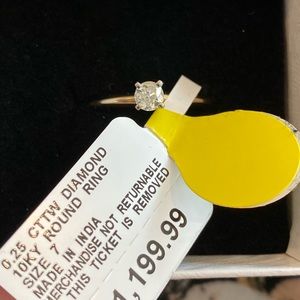 0.25 CTTW DIAMOND
10KY ROUND RING
SIZE 7
MADE IN INDIA
MERCHANDISE NOT RETURNABLE
THIS TICKET IS REMOVED
1,199.99